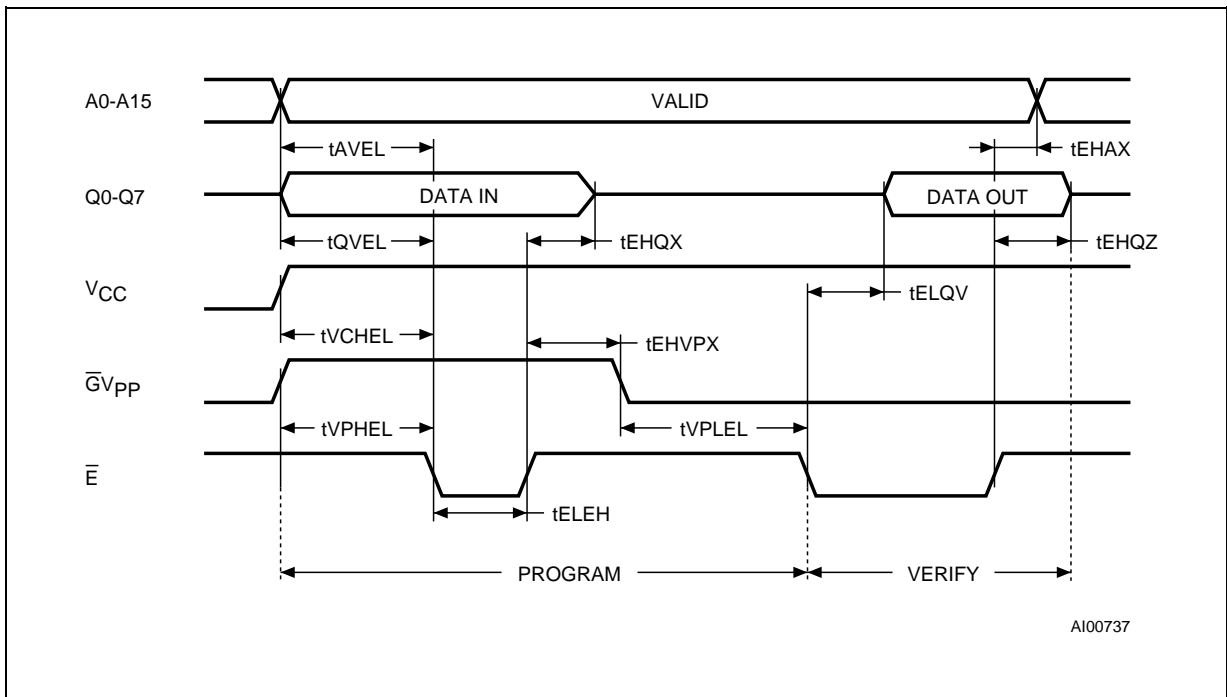 A0-A15
VALID
tAVEL
tEHAX
Q0-Q7
DATA IN
DATA OUT
tQVEL
tEHQX
tEHQZ
VCC
tELQV
tVCHEL
tEHVPX
G̅VPP
tVPHEL
tVPLEL
E̅
tELEH
PROGRAM
VERIFY
AI00737